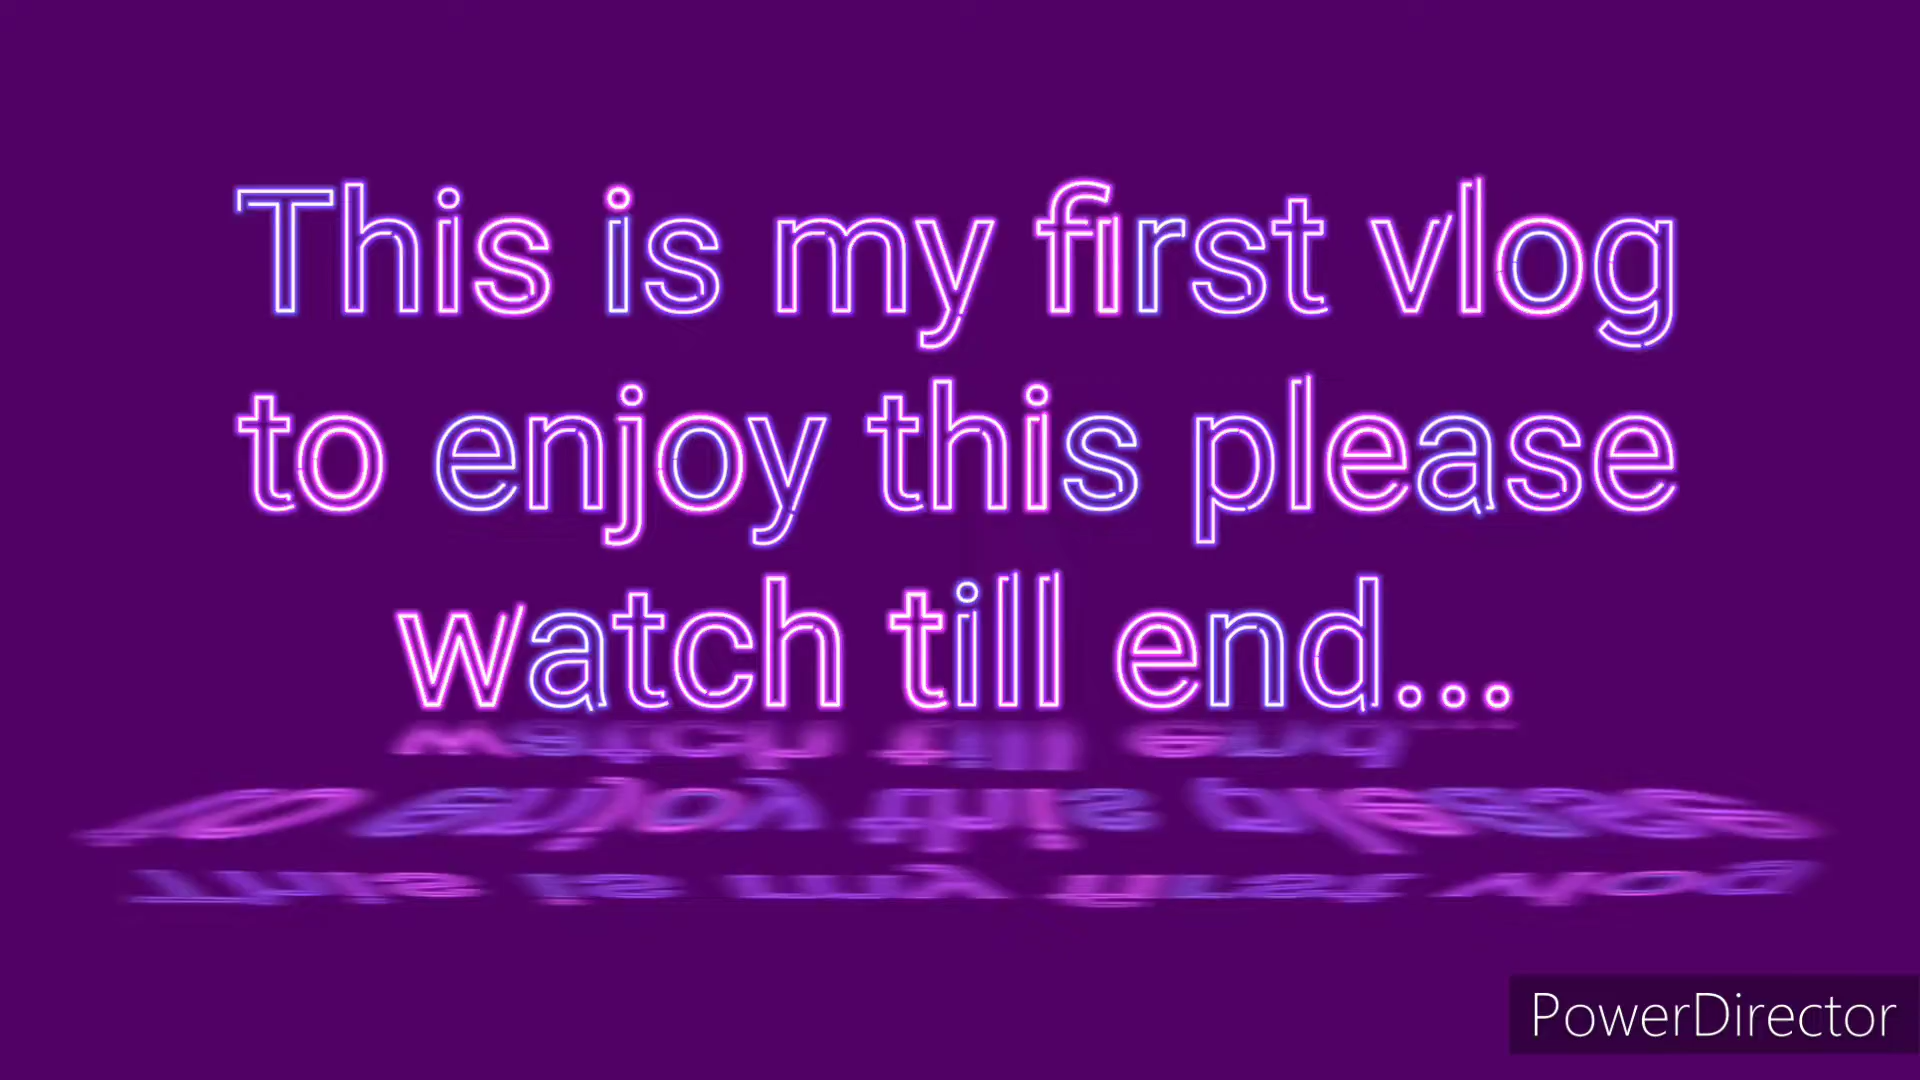 This is my first vlog
to enjoy this please
watch till end...
PowerDirector